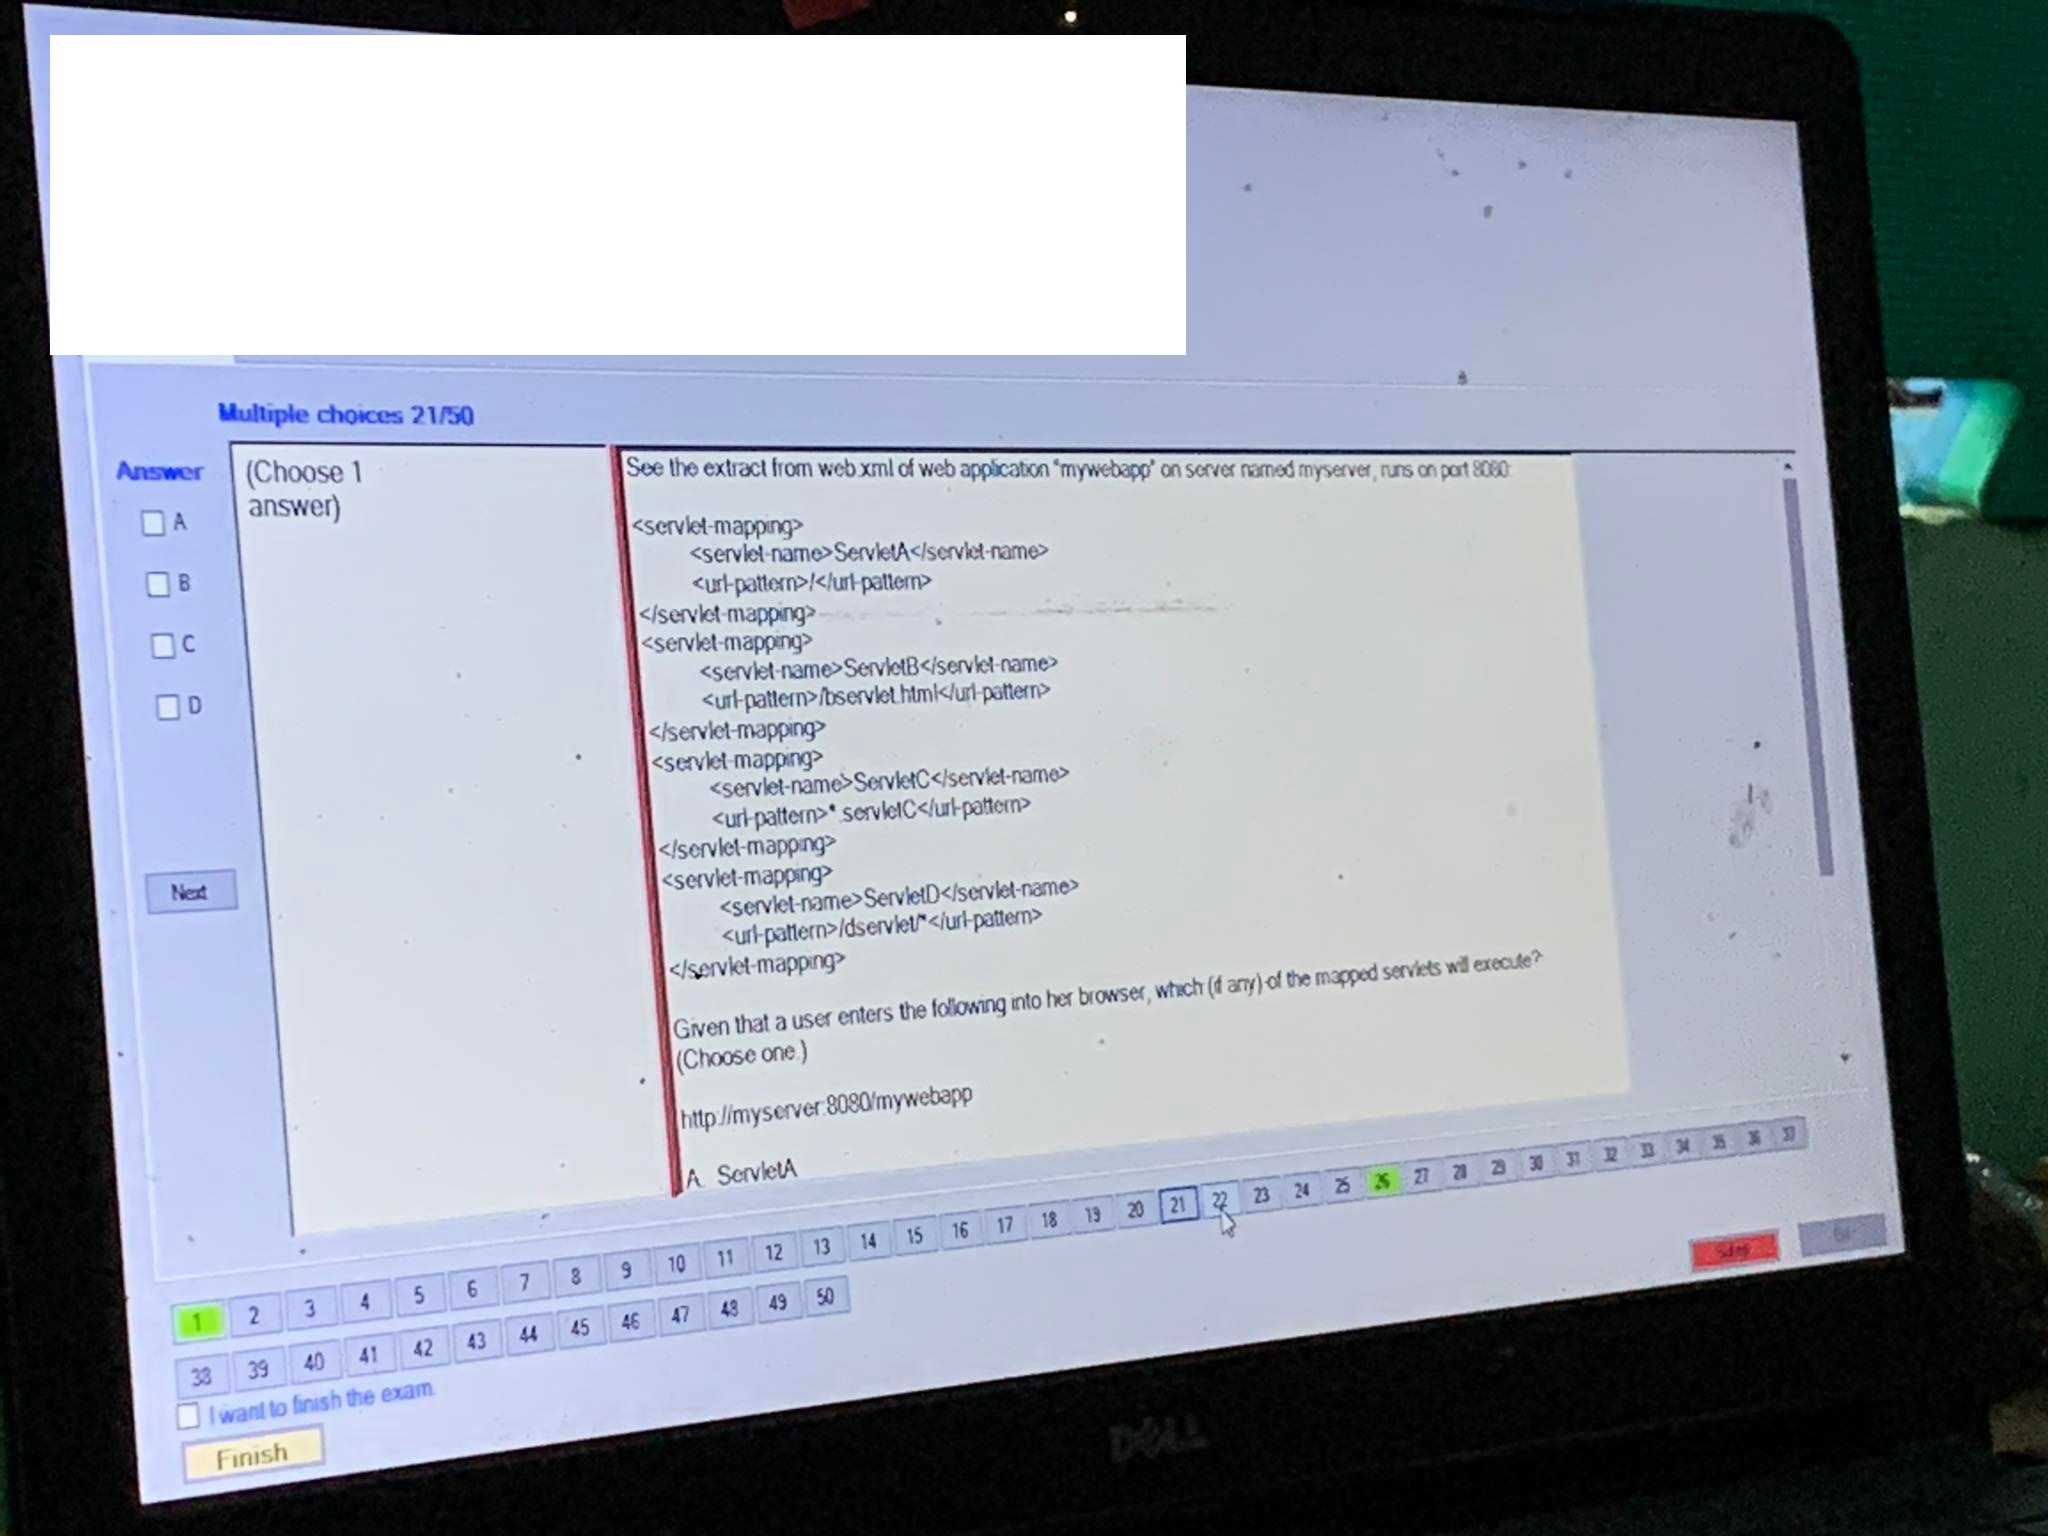 Multiple choices 21/50
Answer
A
B
C
D
Next
(Choose 1
answer)
See the extract from web.xml of web application "mywebapp" on server named myserver, runs on port 8080:
<servlet-mapping>
<servlet-name>ServletA</servlet-name>
<url-pattern>/</url-pattern>
</servlet-mapping>
<servlet-mapping>
<servlet-name>ServletB</servlet-name>
<url-pattern>/bservlet.html</url-pattern>
</servlet-mapping>
<servlet-mapping>
<servlet-name>ServletC</servlet-name>
<url-pattern>*.servletC</url-pattern>
</servlet-mapping>
<servlet-mapping>
<servlet-name>ServletD</servlet-name>
<url-pattern>/dservlet/*</url-pattern>
</servlet-mapping>
Given that a user enters the following into her browser, which (if any) of the mapped servlets will execute?
(Choose one.)
http://myserver:8080/mywebapp
A. ServletA
1 2 3 4 5 6 7 8 9 10 11 12 13 14 15 16 17 18 19 20 21 22 23 24 25 26 27 28 29 30 31 32 33 34 35 36 37
38 39 40 41 42 43 44 45 46 47 48 49 50
I want to finish the exam.
Finish
DELL